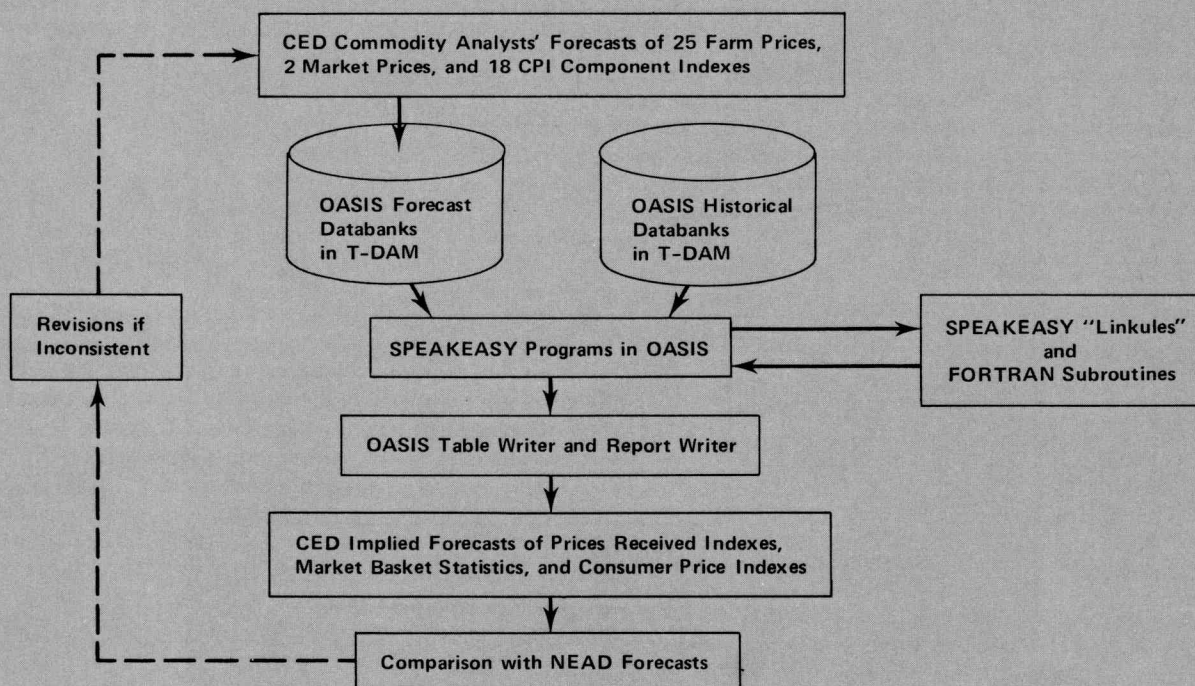 CED Commodity Analysts' Forecasts of 25 Farm Prices,
2 Market Prices, and 18 CPI Component Indexes
OASIS Forecast
Databanks
in T-DAM
OASIS Historical
Databanks
in T-DAM
Revisions if
Inconsistent
SPEAKEASY Programs in OASIS
SPEAKEASY "Linkules"
and
FORTRAN Subroutines
OASIS Table Writer and Report Writer
CED Implied Forecasts of Prices Received Indexes,
Market Basket Statistics, and Consumer Price Indexes
Comparison with NEAD Forecasts